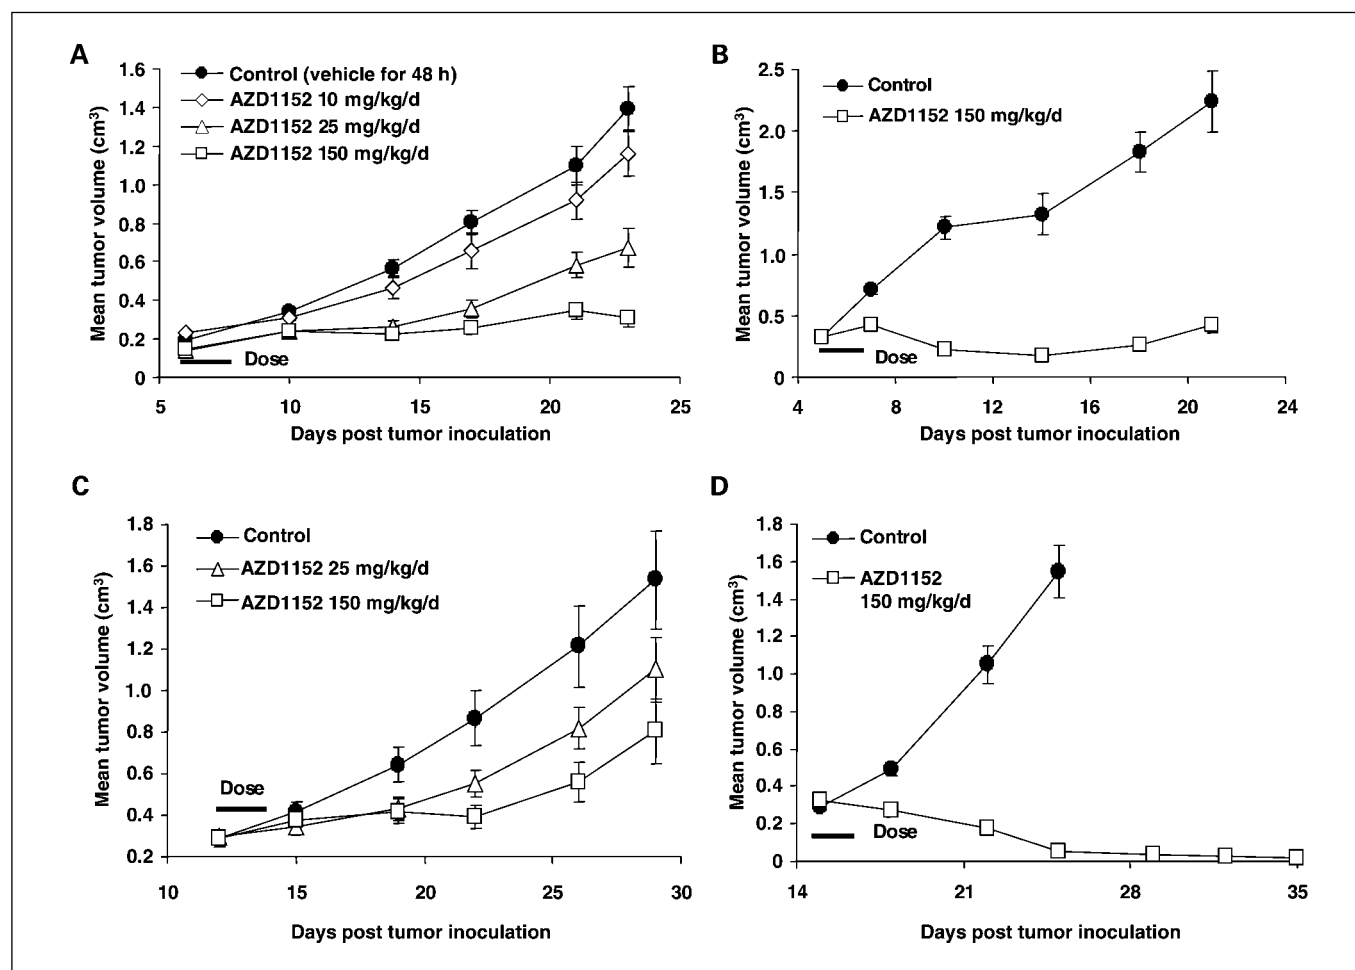 A
Control (vehicle for 48 h)
AZD1152 10 mg/kg/d
AZD1152 25 mg/kg/d
AZD1152 150 mg/kg/d
Mean tumor volume (cm³)
1.6
1.4
1.2
1.0
0.8
0.6
0.4
0.2
0
Dose
5 10 15 20 25
Days post tumor inoculation
B
Control
AZD1152 150 mg/kg/d
Mean tumor volume (cm³)
2.5
2.0
1.5
1.0
0.5
0
Dose
4 8 12 16 20 24
Days post tumor inoculation
C
Control
AZD1152 25 mg/kg/d
AZD1152 150 mg/kg/d
Mean tumor volume (cm³)
1.8
1.6
1.4
1.2
1.0
0.8
0.6
0.4
0.2
Dose
10 15 20 25 30
Days post tumor inoculation
D
Control
AZD1152
150 mg/kg/d
Mean tumor volume (cm³)
1.8
1.6
1.4
1.2
1.0
0.8
0.6
0.4
0.2
0
Dose
14 21 28 35
Days post tumor inoculation